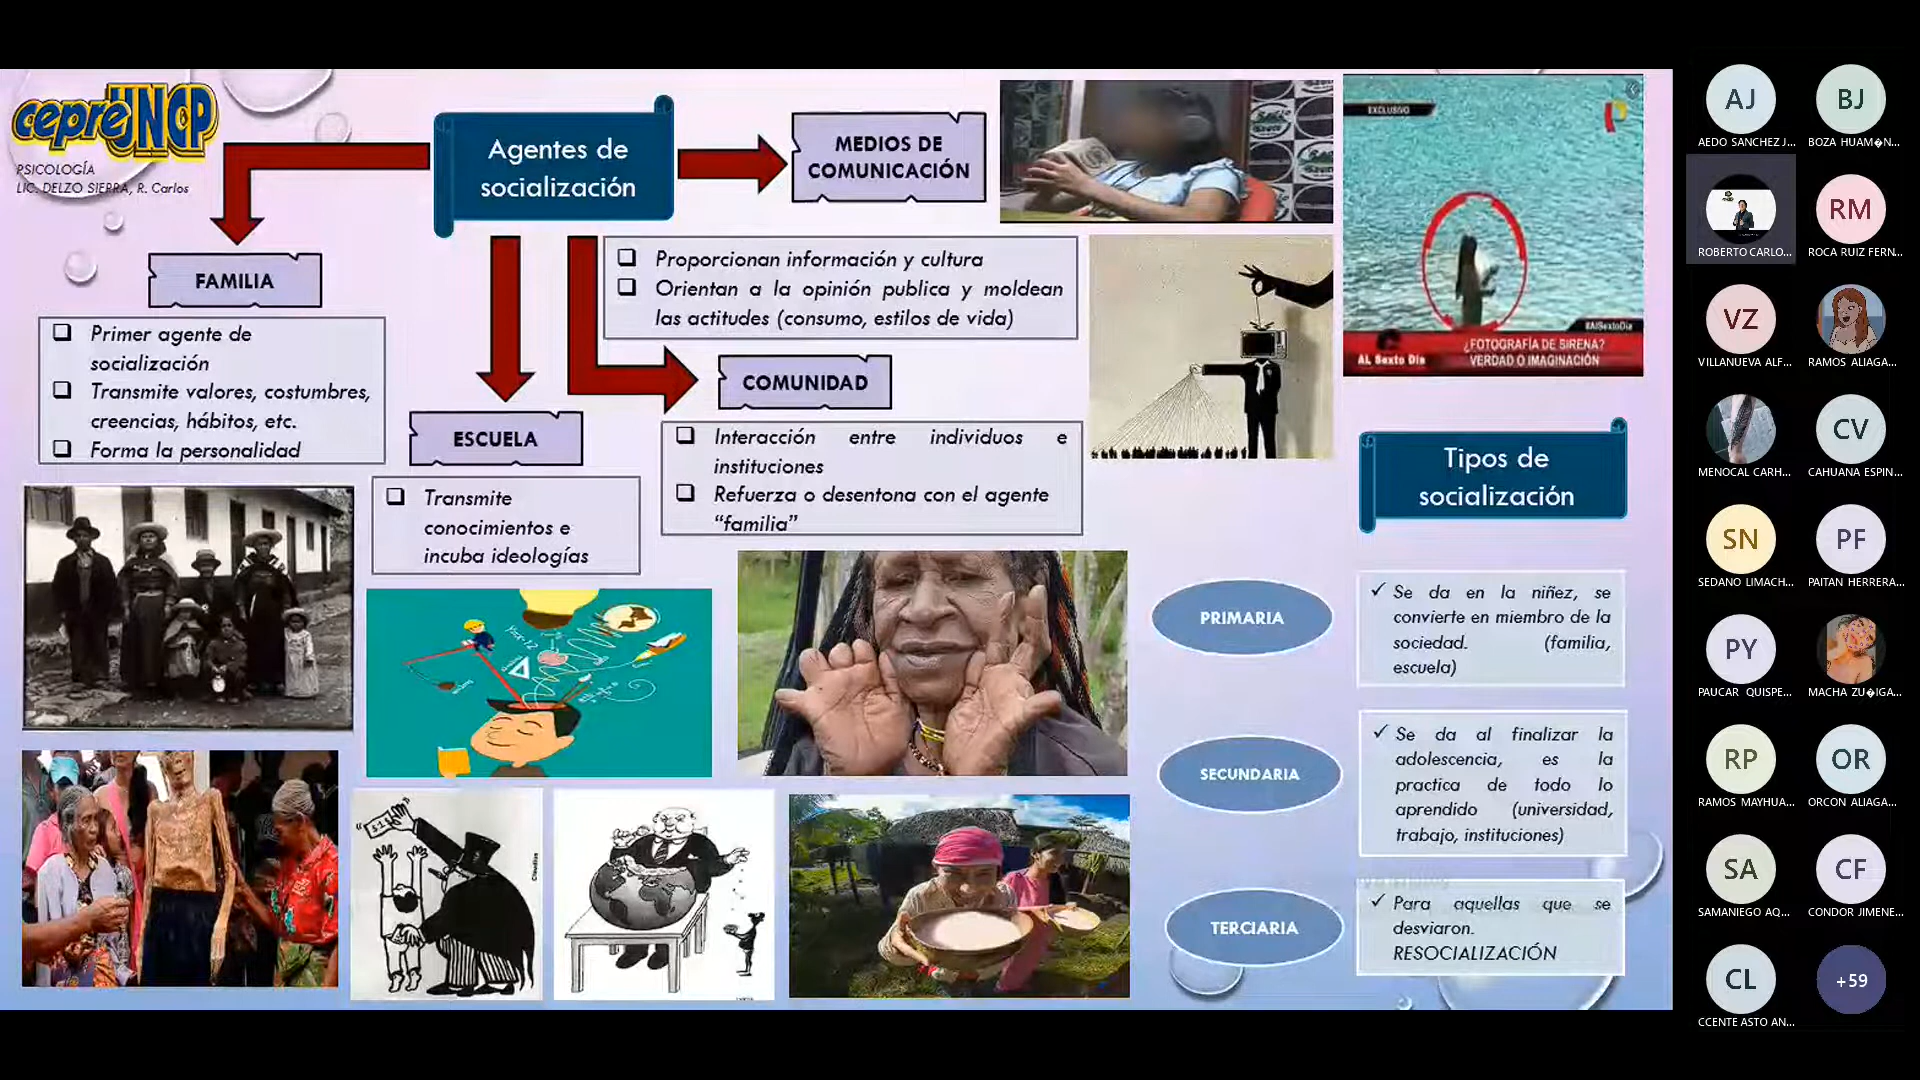 cepreUNCP
PSICOLOGÍA
LIC. DELZO SIERRA, R. Carlos
Agentes de
socialización
MEDIOS DE
COMUNICACIÓN
Proporcionan información y cultura
Orientan a la opinión publica y moldean
las actitudes (consumo, estilos de vida)
FAMILIA
Primer agente de
socialización
Transmite valores, costumbres,
creencias, hábitos, etc.
Forma la personalidad
ESCUELA
Transmite
conocimientos e
incuba ideologías
COMUNIDAD
Interacción entre individuos e
instituciones
Refuerza o desentona con el agente
“familia”
EXCLUSIVO
#AlSextoDía
AL Sexto Día
¿FOTOGRAFÍA DE SIRENA?
VERDAD O IMAGINACIÓN
Tipos de
socialización
PRIMARIA
✓ Se da en la niñez, se
convierte en miembro de la
sociedad. (familia,
escuela)
SECUNDARIA
✓ Se da al finalizar la
adolescencia, es la
practica de todo lo
aprendido (universidad,
trabajo, instituciones)
TERCIARIA
✓ Para aquellas que se
desviaron.
RESOCIALIZACIÓN
AJ
AEDO SANCHEZ J...
BJ
BOZA HUAM�N...
ROBERTO CARLO...
RM
ROCA RUIZ FERN...
VZ
VILLANUEVA ALF...
RAMOS ALIAGA...
MENOCAL CARH...
CV
CAHUANA ESPIN...
SN
SEDANO LIMACH...
PF
PAITAN HERRERA...
PY
PAUCAR QUISPE...
MACHA ZU�IGA...
RP
RAMOS MAYHUA...
OR
ORCON ALIAGA...
SA
SAMANIEGO AQ...
CF
CONDOR JIMENE...
CL
CCENTE ASTO AN...
+59